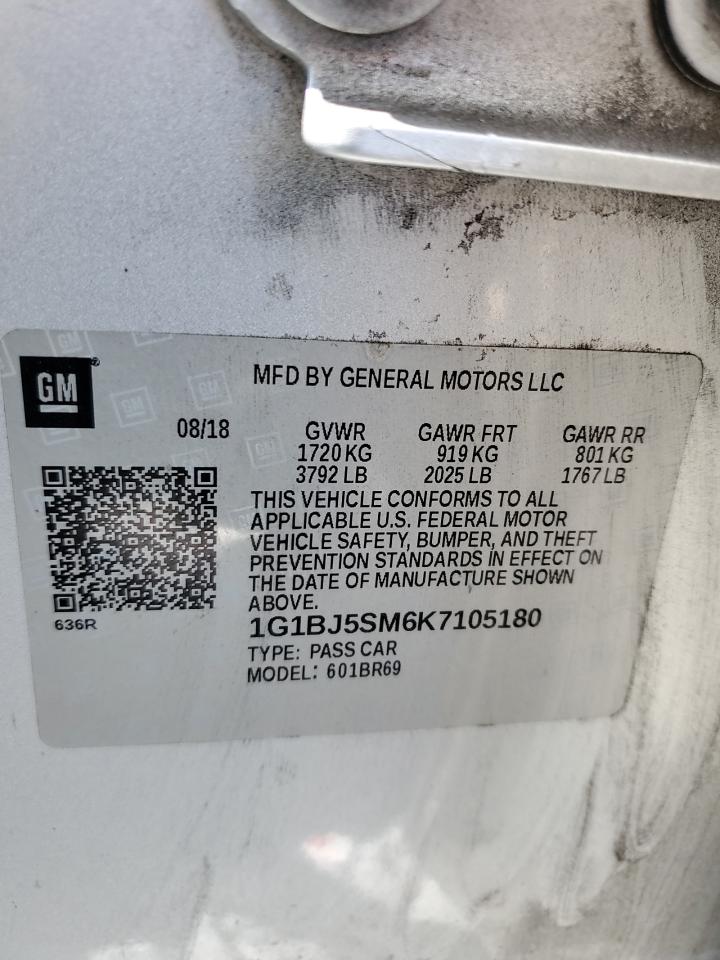 GM
MFD BY GENERAL MOTORS LLC
08/18
GVWR GAWR FRT GAWR RR
1720 KG 919 KG 801 KG
3792 LB 2025 LB 1767 LB
THIS VEHICLE CONFORMS TO ALL
APPLICABLE U.S. FEDERAL MOTOR
VEHICLE SAFETY, BUMPER, AND THEFT
PREVENTION STANDARDS IN EFFECT ON
THE DATE OF MANUFACTURE SHOWN
ABOVE.
636R
1G1BJ5SM6K7105180
TYPE: PASS CAR
MODEL: 601BR69